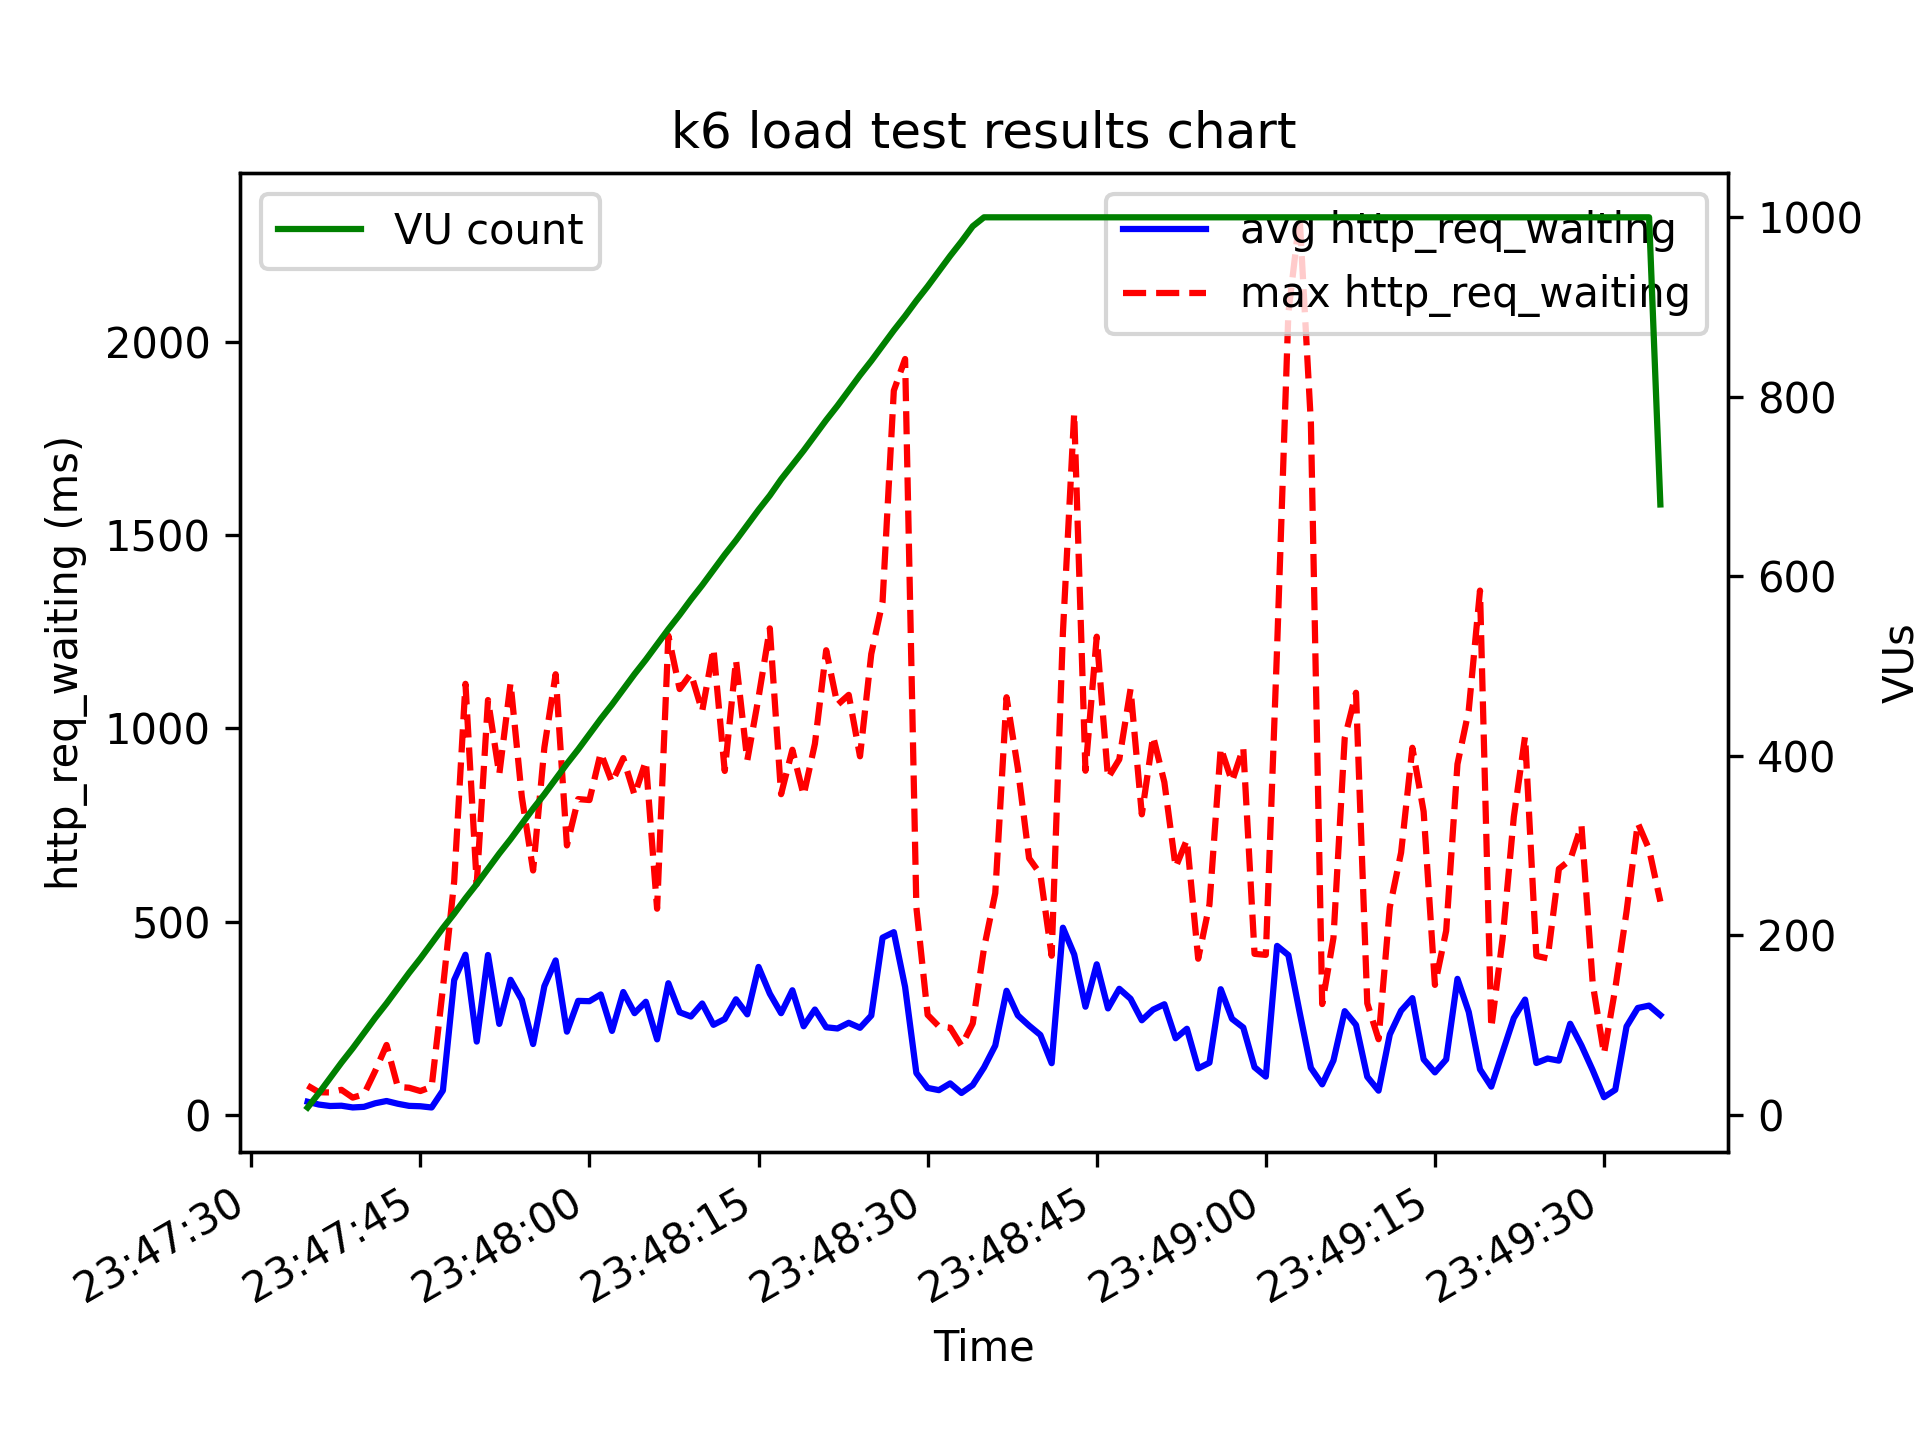 k6 load test results chart
VU count
avg http_req_waiting
max http_req_waiting
http_req_waiting (ms)
2000
1500
1000
500
0
1000
800
600
400
200
0
VUs
23:47:30
23:47:45
23:48:00
23:48:15
23:48:30
23:48:45
23:49:00
23:49:15
23:49:30
Time